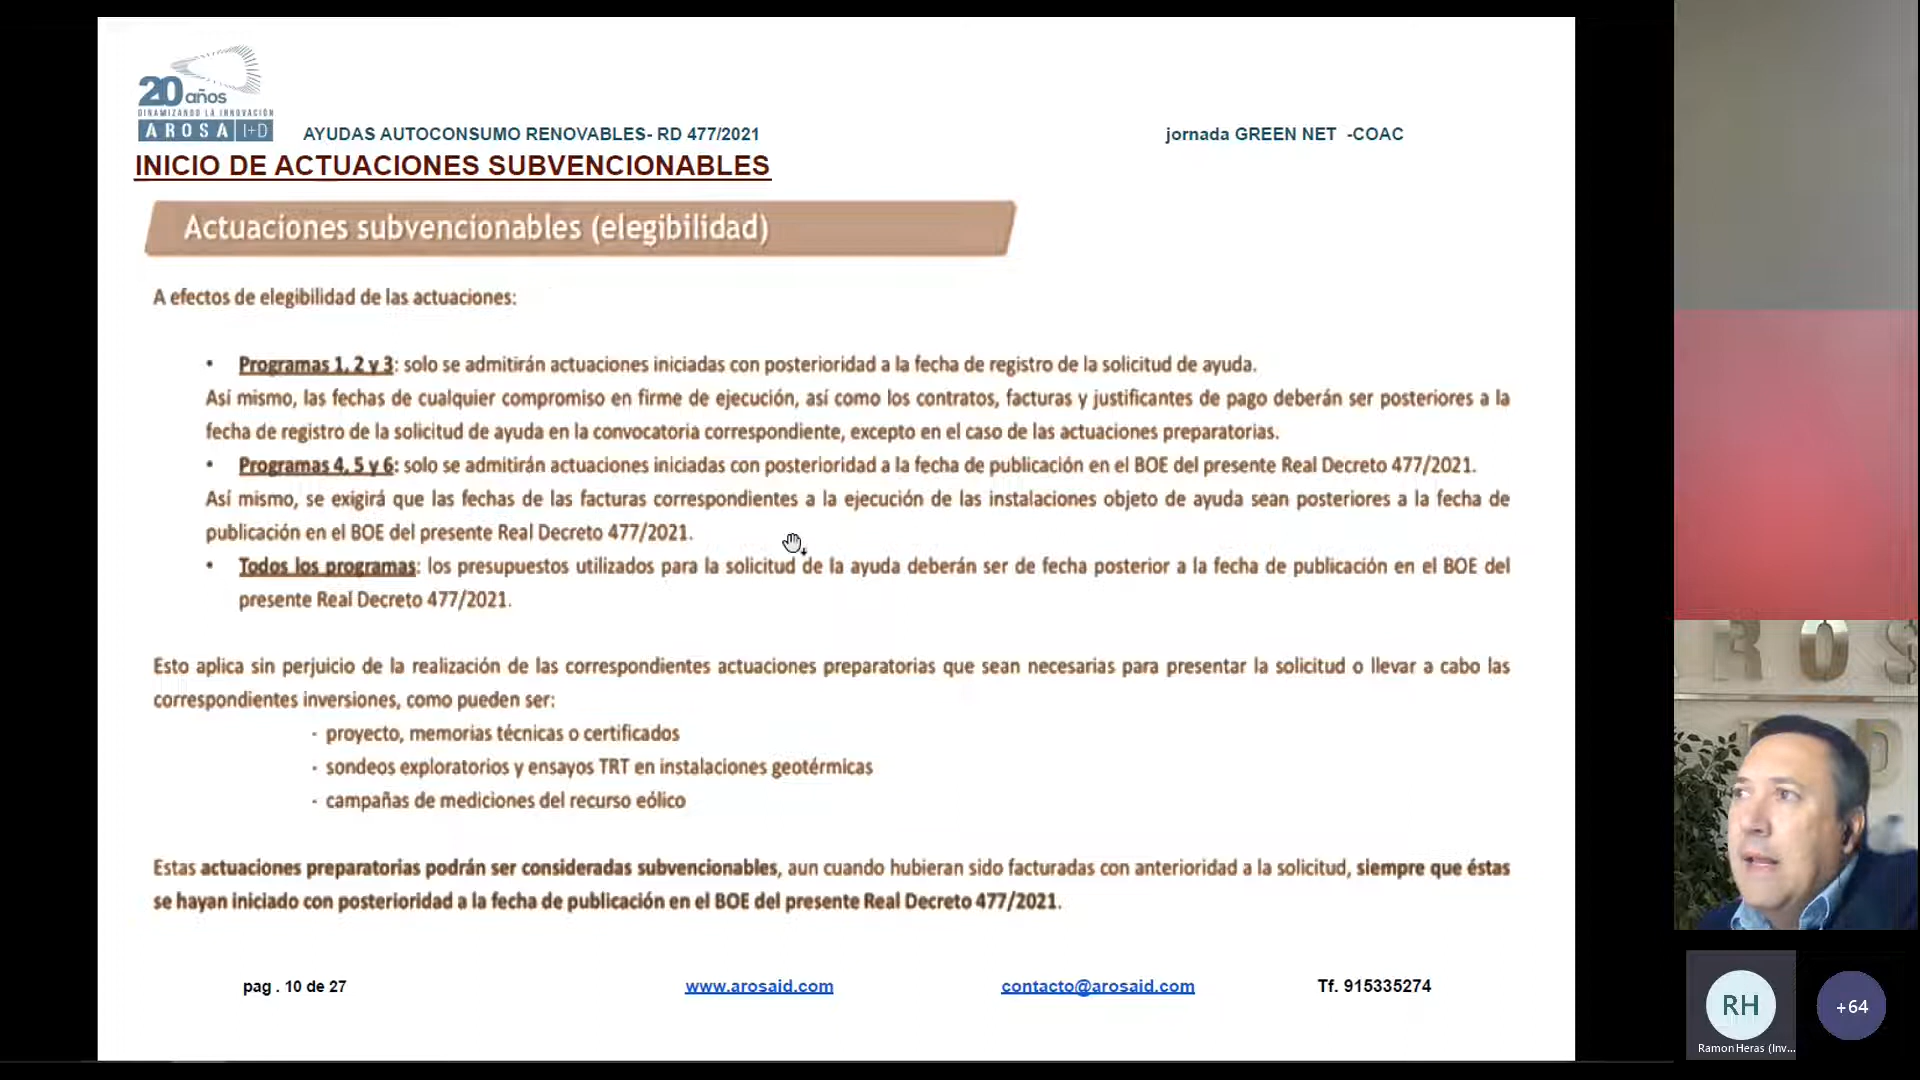 20 años
DINAMIZANDO LA INNOVACIÓN
AROSA I+D
AYUDAS AUTOCONSUMO RENOVABLES- RD 477/2021
jornada GREEN NET -COAC
INICIO DE ACTUACIONES SUBVENCIONABLES
Actuaciones subvencionables (elegibilidad)
A efectos de elegibilidad de las actuaciones:
• Programas 1, 2 y 3: solo se admitirán actuaciones iniciadas con posterioridad a la fecha de registro de la solicitud de ayuda.
Así mismo, las fechas de cualquier compromiso en firme de ejecución, así como los contratos, facturas y justificantes de pago deberán ser posteriores a la
fecha de registro de la solicitud de ayuda en la convocatoria correspondiente, excepto en el caso de las actuaciones preparatorias.
• Programas 4, 5 y 6: solo se admitirán actuaciones iniciadas con posterioridad a la fecha de publicación en el BOE del presente Real Decreto 477/2021.
Así mismo, se exigirá que las fechas de las facturas correspondientes a la ejecución de las instalaciones objeto de ayuda sean posteriores a la fecha de
publicación en el BOE del presente Real Decreto 477/2021.
• Todos los programas: los presupuestos utilizados para la solicitud de la ayuda deberán ser de fecha posterior a la fecha de publicación en el BOE del
presente Real Decreto 477/2021.
Esto aplica sin perjuicio de la realización de las correspondientes actuaciones preparatorias que sean necesarias para presentar la solicitud o llevar a cabo las
correspondientes inversiones, como pueden ser:
- proyecto, memorias técnicas o certificados
- sondeos exploratorios y ensayos TRT en instalaciones geotérmicas
- campañas de mediciones del recurso eólico
Estas actuaciones preparatorias podrán ser consideradas subvencionables, aun cuando hubieran sido facturadas con anterioridad a la solicitud, siempre que éstas
se hayan iniciado con posterioridad a la fecha de publicación en el BOE del presente Real Decreto 477/2021.
pag . 10 de 27
www.arosaid.com
contacto@arosaid.com
Tf. 915335274
ROS
D
RH
Ramon Heras (Inv...
+64